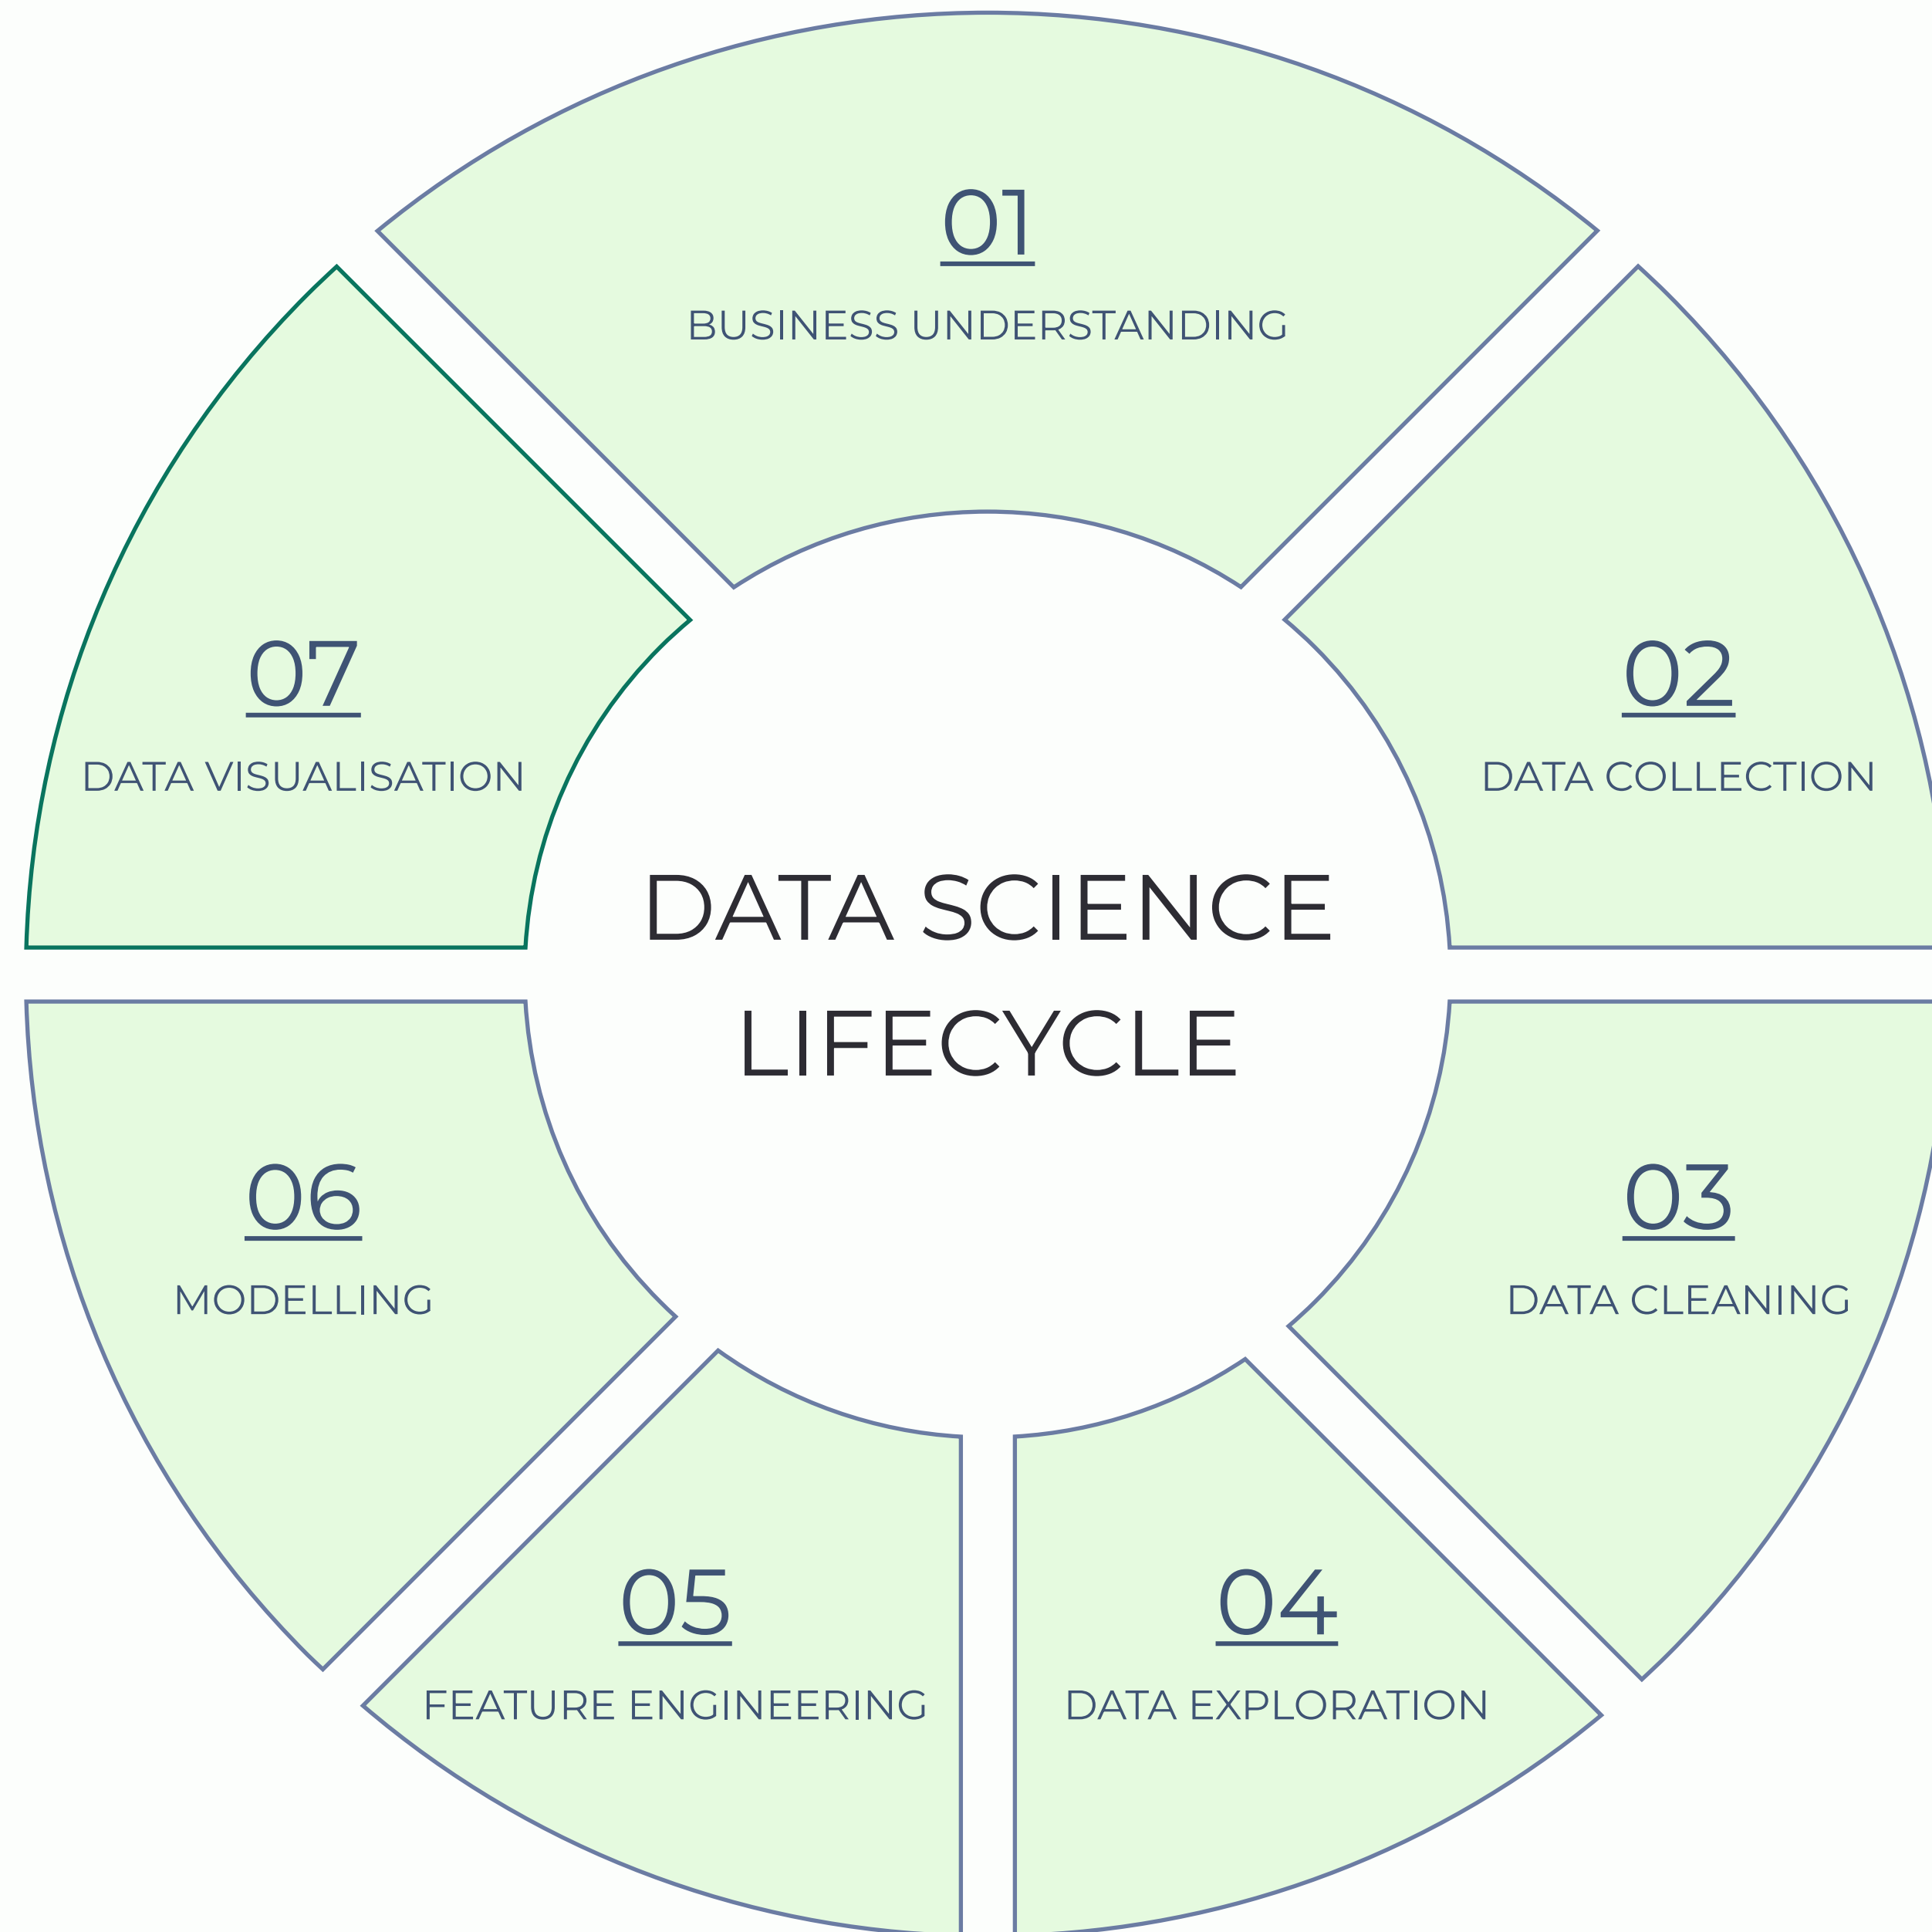 01
BUSINESS UNDERSTANDING
07
DATA VISUALISATION
02
DATA COLLECTION
DATA SCIENCE
LIFECYCLE
06
MODELLING
03
DATA CLEANING
05
FEATURE ENGINEERING
04
DATA EXPLORATION